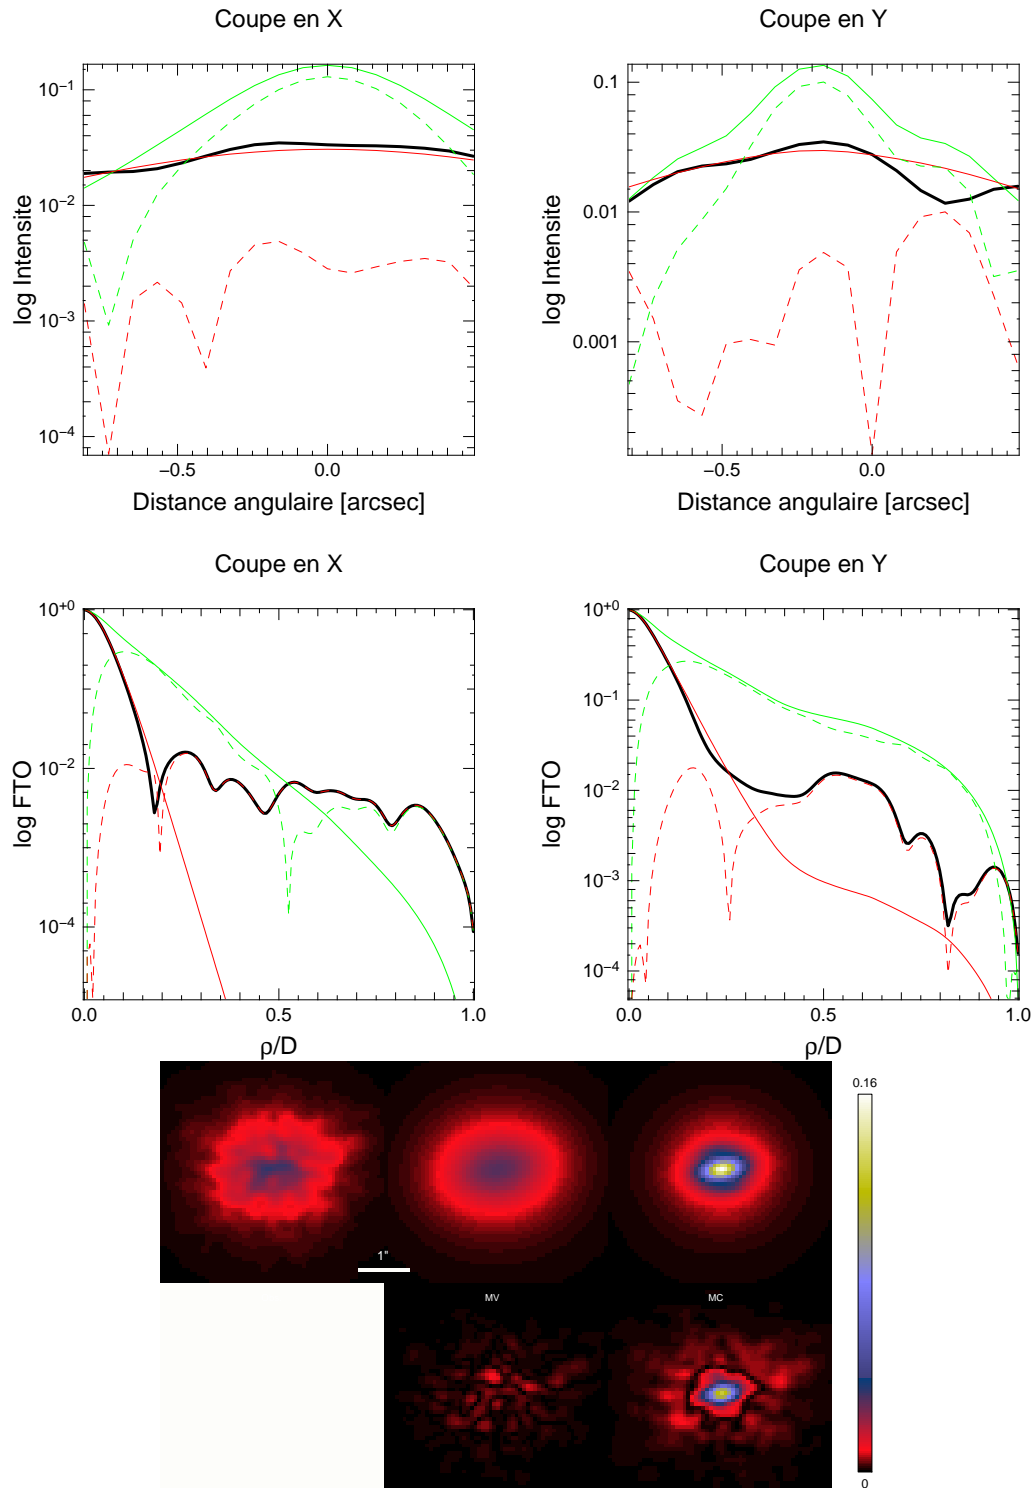 Coupe en X
Coupe en Y
log Intensite
10⁻¹
10⁻²
10⁻³
10⁻⁴
−0.5
0.0
Distance angulaire [arcsec]
log Intensite
0.1
0.01
0.001
−0.5
0.0
Distance angulaire [arcsec]
Coupe en X
Coupe en Y
log FTO
10⁺⁰
10⁻²
10⁻⁴
0.0
0.5
1.0
ρ/D
log FTO
10⁺⁰
10⁻¹
10⁻²
10⁻³
10⁻⁴
0.0
0.5
1.0
ρ/D
1"
MV
MC
0.16
0